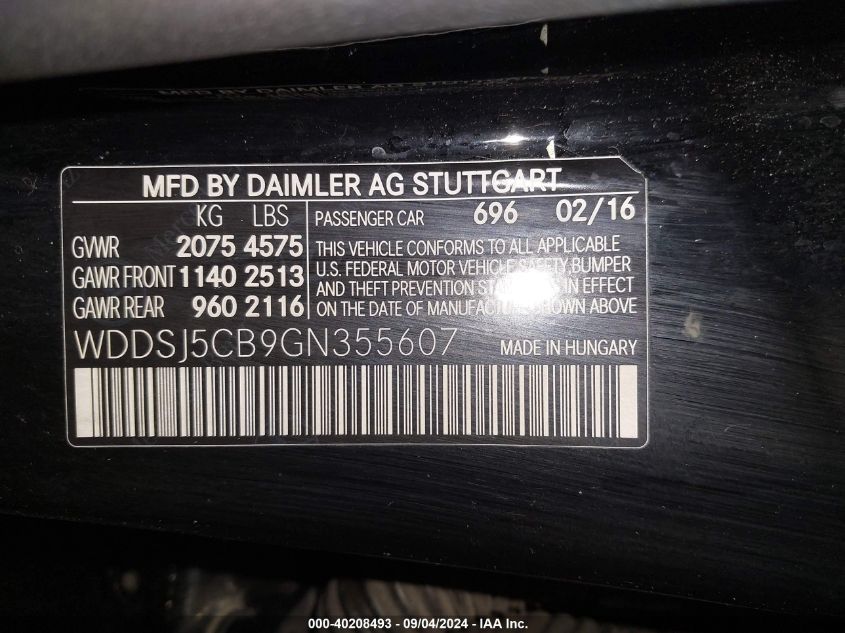 MFD BY DAIMLER AG STUTTGART
KG LBS
GVWR 2075 4575
GAWR FRONT 1140 2513
GAWR REAR 960 2116
PASSENGER CAR 696 02/16
THIS VEHICLE CONFORMS TO ALL APPLICABLE
U.S. FEDERAL MOTOR VEHICLE SAFETY, BUMPER
AND THEFT PREVENTION STANDARDS IN EFFECT
ON THE DATE OF MANUFACTURE SHOWN ABOVE
WDDSJ5CB9GN355607 MADE IN HUNGARY
000-40208493 - 09/04/2024 - IAA Inc.